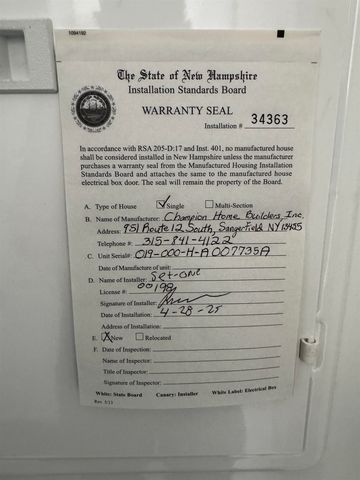 1094192
The State of New Hampshire
Installation Standards Board
WARRANTY SEAL
Installation # 34363
In accordance with RSA 205-D:17 and Inst. 401, no manufactured house
shall be considered installed in New Hampshire unless the manufacturer
purchases a warranty seal from the Manufactured Housing Installation
Standards Board and attaches the same to the manufactured house
electrical box door. The seal will remain the property of the Board.
A. Type of House Single Multi-Section
B. Name of Manufacturer: Champion Home Builders, Inc.
Address: 951 Route 12 South, Sangerfield NY 13455
Telephone #: 315-841-4122
C. Unit Serial# 019-000-H-A007735A
Date of Manufacture of unit:
D. Name of Installer: Set-one
License #: 00198
Signature of Installer:
Date of Installation: 4-28-25
Address of Installation:
E. New Relocated
F. Date of Inspection:
Name of Inspector:
Title of Inspector:
Signature of Inspector:
White: State Board Canary: Installer White Label: Electrical Box
Rev. 3/13